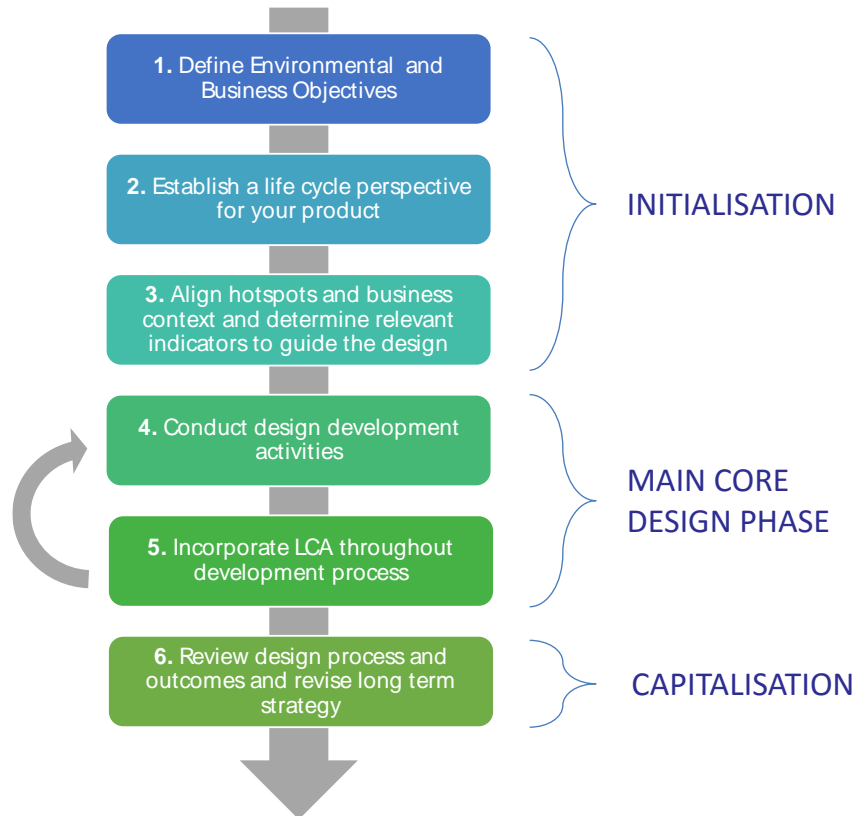 1. Define Environmental and
Business Objectives
2. Establish a life cycle perspective
for your product
INITIALISATION
3. Align hotspots and business
context and determine relevant
indicators to guide the design
4. Conduct design development
activities
MAIN CORE
DESIGN PHASE
5. Incorporate LCA throughout
development process
6. Review design process and
outcomes and revise long term
strategy
CAPITALISATION